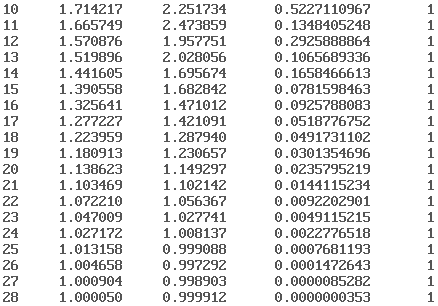 10 1.714217 2.251734 0.5227110967 1
11 1.665749 2.473859 0.1348405248 1
12 1.570876 1.957751 0.2925888864 1
13 1.519896 2.028056 0.1065689336 1
14 1.441605 1.695674 0.1658466613 1
15 1.390558 1.682842 0.0781598463 1
16 1.325641 1.471012 0.0925788083 1
17 1.277227 1.421091 0.0518776752 1
18 1.223959 1.287940 0.0491731102 1
19 1.180913 1.230657 0.0301354696 1
20 1.138623 1.149297 0.0235795219 1
21 1.103469 1.102142 0.0144115234 1
22 1.072210 1.056367 0.0092202901 1
23 1.047009 1.027741 0.0049115215 1
24 1.027172 1.008137 0.0022776518 1
25 1.013158 0.999088 0.0007681193 1
26 1.004658 0.997292 0.0001472643 1
27 1.000904 0.998903 0.0000085282 1
28 1.000050 0.999912 0.0000000353 1